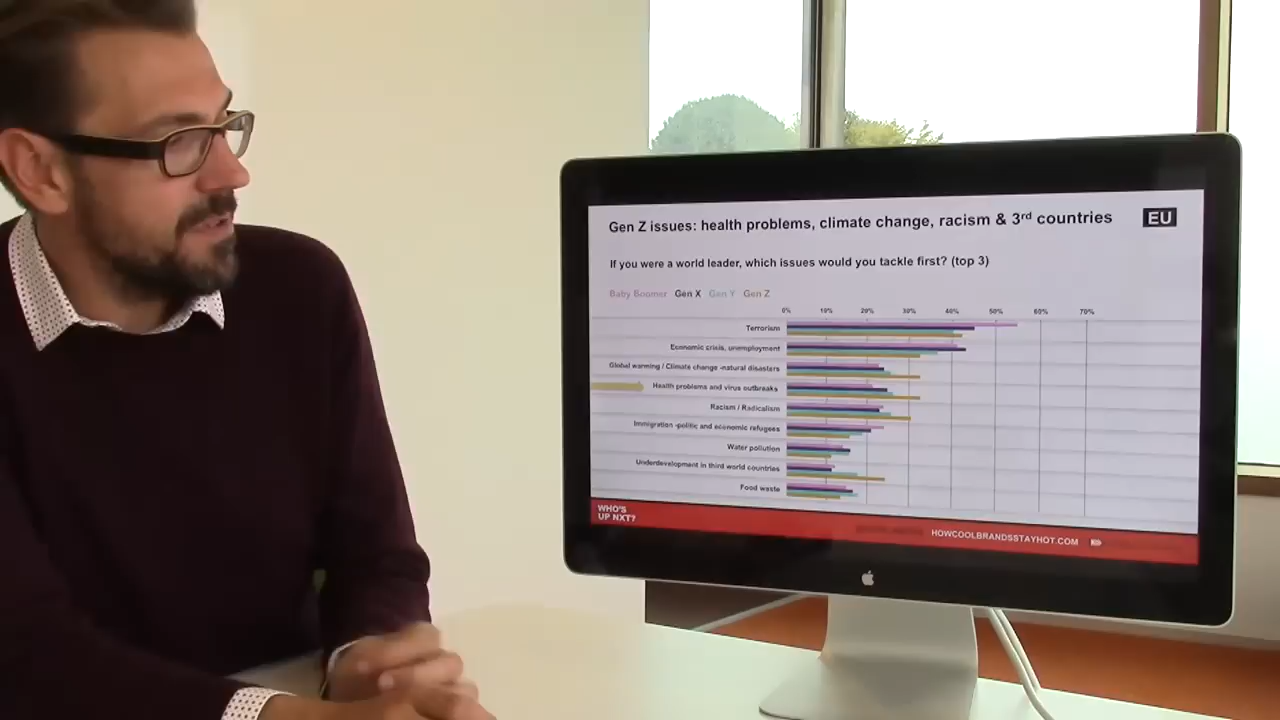 Gen Z issues: health problems, climate change, racism & 3rd countries
EU
If you were a world leader, which issues would you tackle first? (top 3)
Baby Boomer Gen X Gen Y Gen Z
0% 10% 20% 30% 40% 50% 60% 70%
Terrorism
Economic crisis, unemployment
Global warming / Climate change -natural disasters
Health problems and virus outbreaks
Racism / Radicalism
Immigration -politic and economic refugees
Water pollution
Underdevelopment in third world countries
Food waste
WHO'S
UP NXT?
HOWCOOLBRANDSSTAYHOT.COM